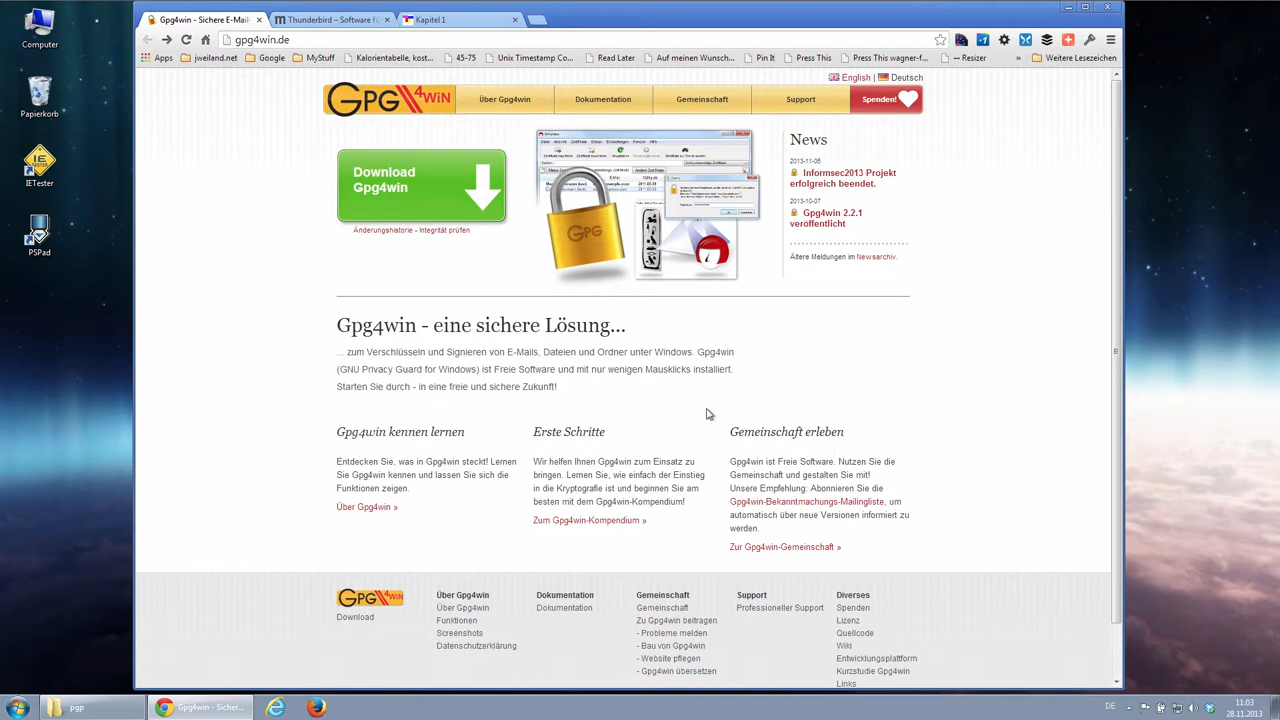 Computer
Papierkorb
IETester
PSPad
Gpg4win - Sichere E-Mail-
Thunderbird – Software fü
Kapitel 1
gpg4win.de
Apps
jweiland.net
Google
MyStuff
Kalorientabelle, kost...
45-75
Unix Timestamp Co...
Read Later
Auf meinen Wunsch...
Pin It
Press This
Press This wagner-f...
-- Resizer
»
Weitere Lesezeichen
English | Deutsch
GPG4WiN
Über Gpg4win
Dokumentation
Gemeinschaft
Support
Spenden!
Download
Gpg4win
Änderungshistorie - Integrität prüfen
GPG
News
2013-11-06
Informsec2013 Projekt
erfolgreich beendet.
2013-10-07
Gpg4win 2.2.1
veröffentlicht
Ältere Meldungen im Newsarchiv.
Gpg4win - eine sichere Lösung...
... zum Verschlüsseln und Signieren von E-Mails, Dateien und Ordner unter Windows. Gpg4win
(GNU Privacy Guard for Windows) ist Freie Software und mit nur wenigen Mausklicks installiert.
Starten Sie durch - in eine freie und sichere Zukunft!
Gpg4win kennen lernen
Entdecken Sie, was in Gpg4win steckt! Lernen
Sie Gpg4win kennen und lassen Sie sich die
Funktionen zeigen.
Über Gpg4win »
Erste Schritte
Wir helfen Ihnen Gpg4win zum Einsatz zu
bringen. Lernen Sie, wie einfach der Einstieg
in die Kryptografie ist und beginnen Sie am
besten mit dem Gpg4win-Kompendium!
Zum Gpg4win-Kompendium »
Gemeinschaft erleben
Gpg4win ist Freie Software. Nutzen Sie die
Gemeinschaft und gestalten Sie mit!
Unsere Empfehlung: Abonnieren Sie die
Gpg4win-Bekanntmachungs-Mailingliste, um
automatisch über neue Versionen informiert zu
werden.
Zur Gpg4win-Gemeinschaft »
GPG4WiN
Download
Über Gpg4win
Über Gpg4win
Funktionen
Screenshots
Datenschutzerklärung
Dokumentation
Dokumentation
Gemeinschaft
Gemeinschaft
Zu Gpg4win beitragen
- Probleme melden
- Bau von Gpg4win
- Website pflegen
- Gpg4win übersetzen
Support
Professioneller Support
Diverses
Spenden
Lizenz
Quellcode
Wiki
Entwicklungsplattform
Kurzstudie Gpg4win
Links
pgp
Gpg4win - Sicher...
DE
11:03
28.11.2013